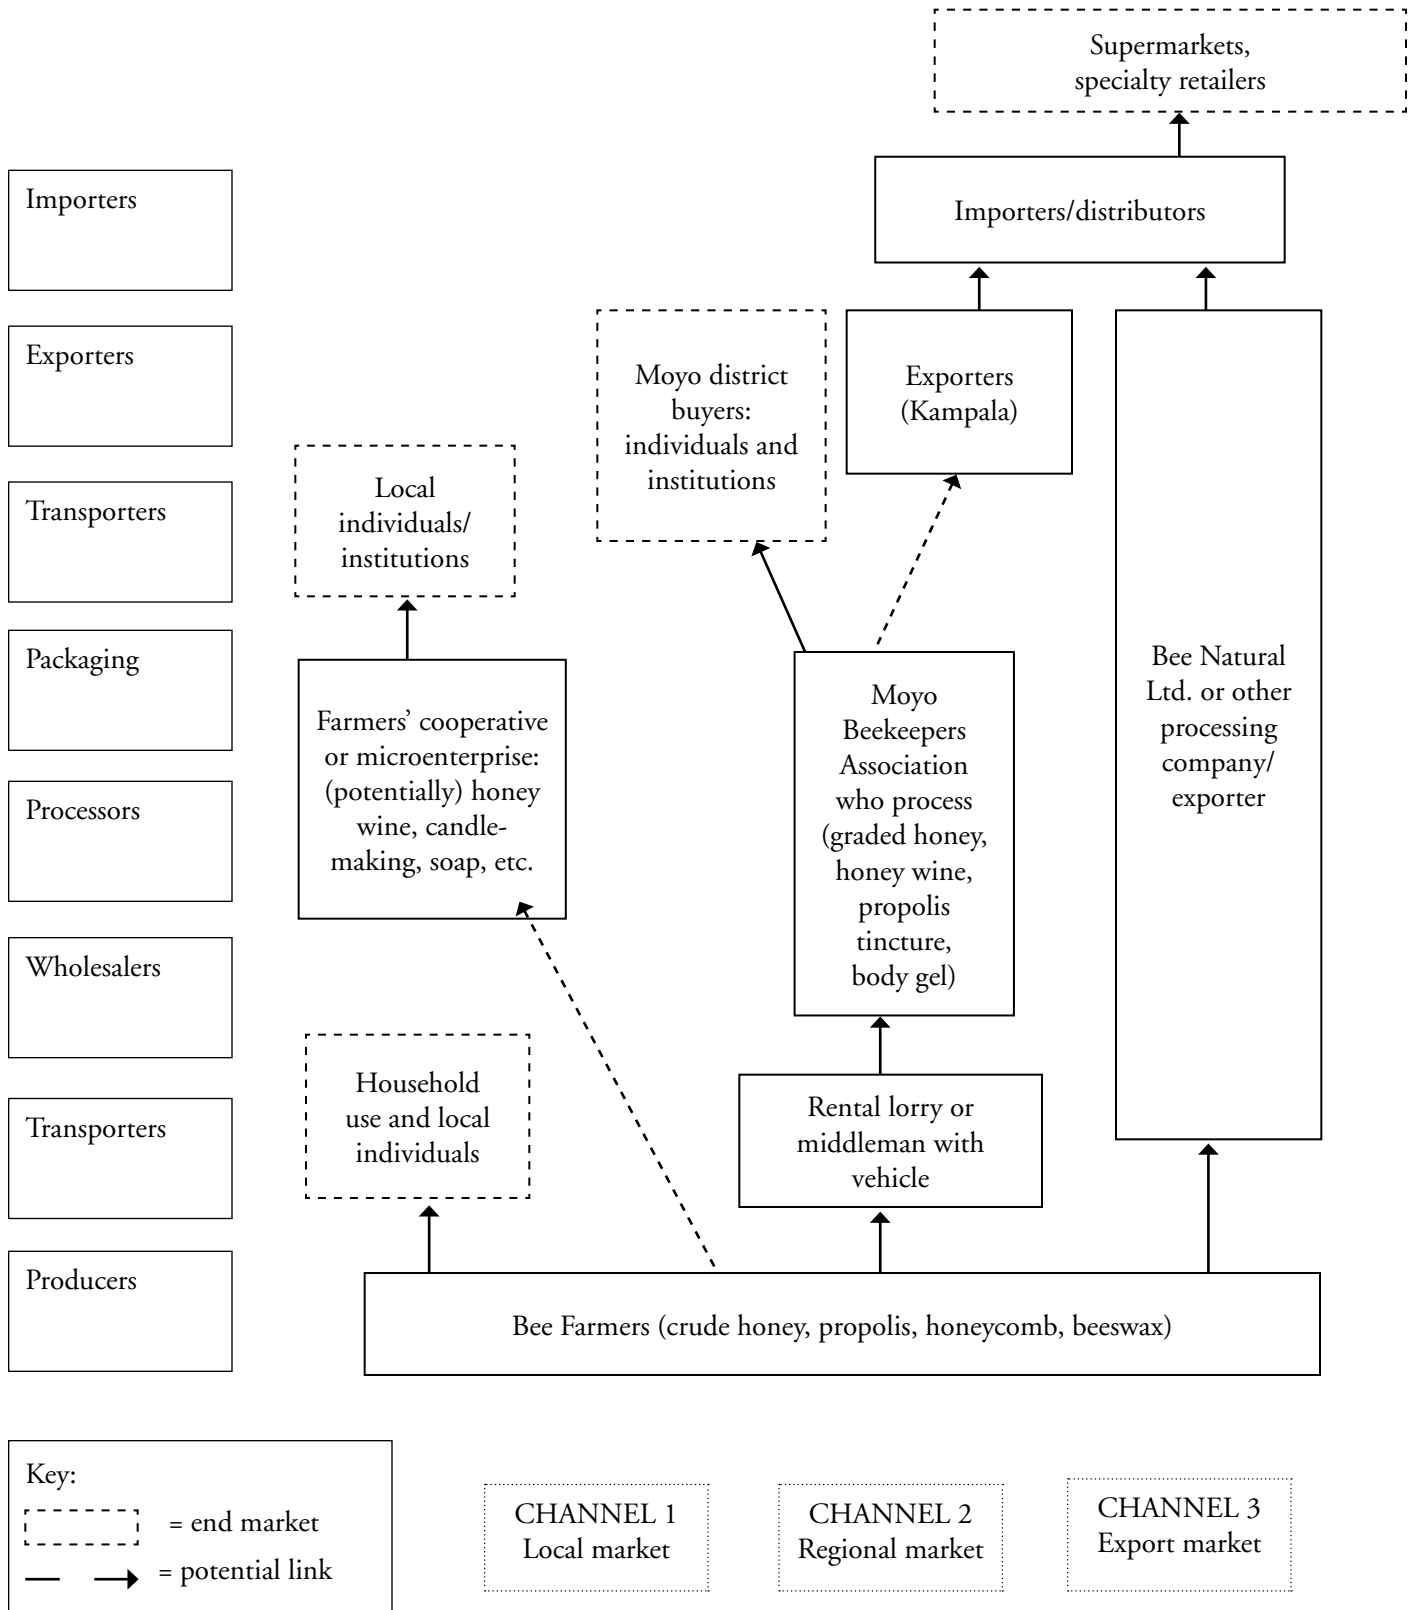 Supermarkets,
specialty retailers
Importers
Importers/distributors
Exporters
Moyo district
buyers:
individuals and
institutions
Exporters
(Kampala)
Transporters
Local
individuals/
institutions
Packaging
Farmers’ cooperative
or microenterprise:
(potentially) honey
wine, candle-
making, soap, etc.
Moyo
Beekeepers
Association
who process
(graded honey,
honey wine,
propolis
tincture,
body gel)
Bee Natural
Ltd. or other
processing
company/
exporter
Processors
Wholesalers
Household
use and local
individuals
Rental lorry or
middleman with
vehicle
Transporters
Producers
Bee Farmers (crude honey, propolis, honeycomb, beeswax)
Key:
= end market
= potential link
CHANNEL 1
Local market
CHANNEL 2
Regional market
CHANNEL 3
Export market